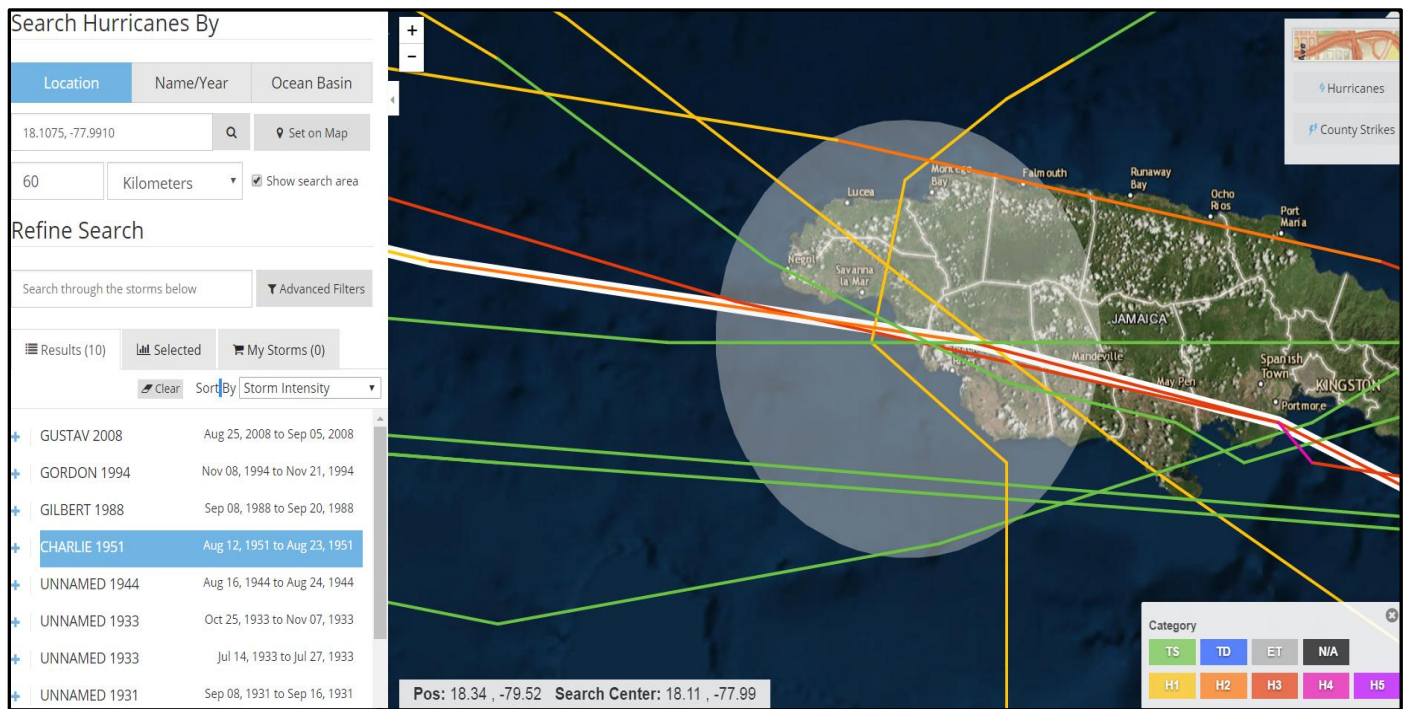 Search Hurricanes By
Location Name/Year Ocean Basin
18.1075, -77.9910 Set on Map
60 Kilometers Show search area
Refine Search
Search through the storms below Advanced Filters
Results (10) Selected My Storms (0)
Clear Sort By Storm Intensity
GUSTAV 2008 Aug 25, 2008 to Sep 05, 2008
GORDON 1994 Nov 08, 1994 to Nov 21, 1994
GILBERT 1988 Sep 08, 1988 to Sep 20, 1988
CHARLIE 1951 Aug 12, 1951 to Aug 23, 1951
UNNAMED 1944 Aug 16, 1944 to Aug 24, 1944
UNNAMED 1933 Oct 25, 1933 to Nov 07, 1933
UNNAMED 1933 Jul 14, 1933 to Jul 27, 1933
UNNAMED 1931 Sep 08, 1931 to Sep 16, 1931
+
−
Ave
Hurricanes
County Strikes
Montego
Bay
Falmouth
Runaway
Bay
Lucea
Ocho
Rios
Port
Maria
Negril
Savanna
la Mar
JAMAICA
River
Mandeville
May Pen
Spanish
Town
KINGSTON
Portmore
Pos: 18.34 , -79.52 Search Center: 18.11 , -77.99
Category
TS TD ET N/A
H1 H2 H3 H4 H5